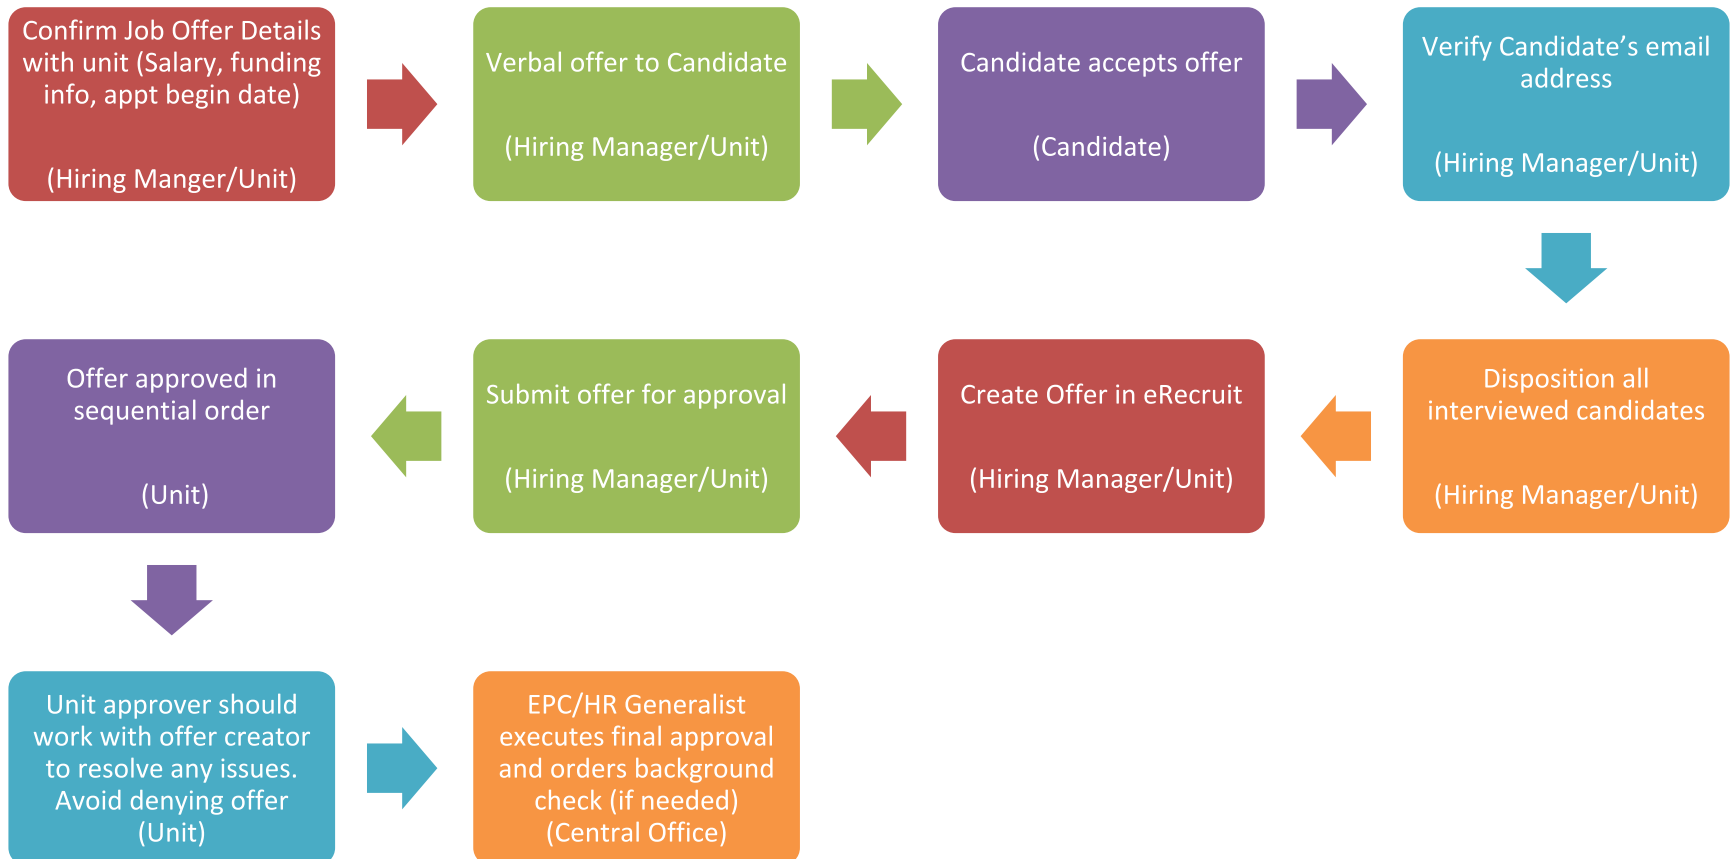 Confirm Job Offer Details
with unit (Salary, funding
info, appt begin date)
(Hiring Manger/Unit)
Verbal offer to Candidate
(Hiring Manager/Unit)
Candidate accepts offer
(Candidate)
Verify Candidate’s email
address
(Hiring Manager/Unit)
Disposition all
interviewed candidates
(Hiring Manager/Unit)
Create Offer in eRecruit
(Hiring Manager/Unit)
Submit offer for approval
(Hiring Manager/Unit)
Offer approved in
sequential order
(Unit)
Unit approver should
work with offer creator
to resolve any issues.
Avoid denying offer
(Unit)
EPC/HR Generalist
executes final approval
and orders background
check (if needed)
(Central Office)